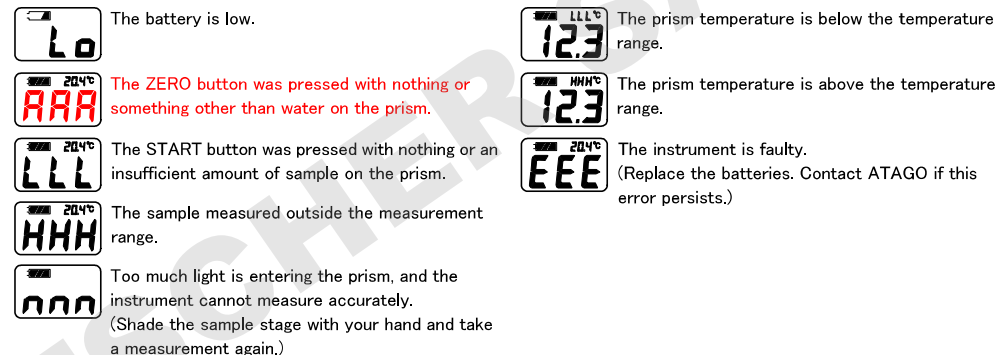 Lo
The battery is low.
20.4℃
AAA
The ZERO button was pressed with nothing or
something other than water on the prism.
20.4℃
LLL
The START button was pressed with nothing or an
insufficient amount of sample on the prism.
20.4℃
HHH
The sample measured outside the measurement
range.
nnn
Too much light is entering the prism, and the
instrument cannot measure accurately.
(Shade the sample stage with your hand and take
a measurement again.)
LLL℃
12.3
The prism temperature is below the temperature
range.
HHH℃
12.3
The prism temperature is above the temperature
range.
20.4℃
EEE
The instrument is faulty.
(Replace the batteries. Contact ATAGO if this
error persists.)